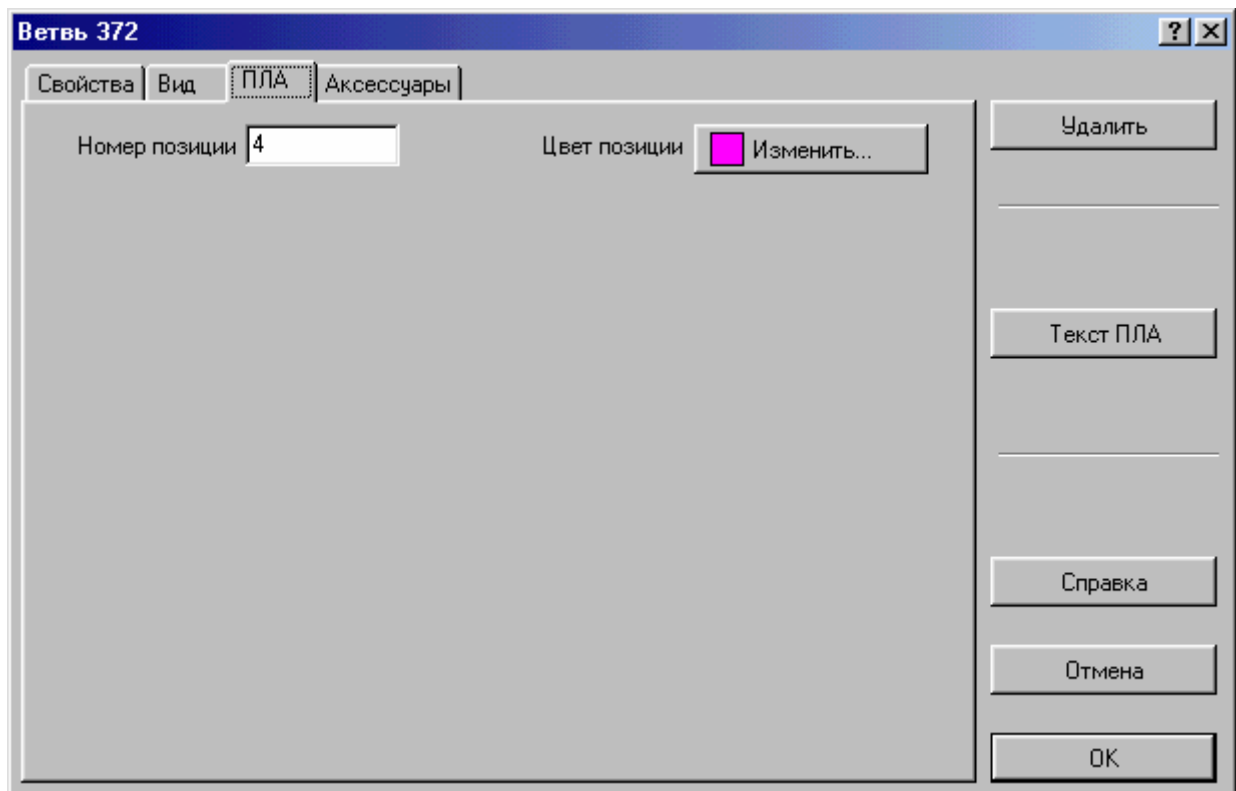 Ветвь 372
Свойства Вид ПЛА Аксессуары
Номер позиции 4 Цвет позиции Изменить...
Удалить
Текст ПЛА
Справка
Отмена
OK